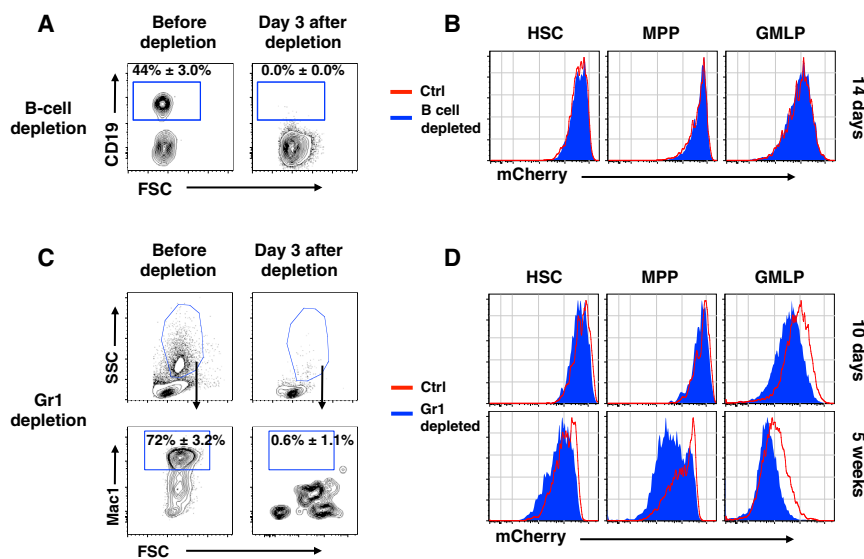 A
Before
depletion
Day 3 after
depletion
44% ± 3.0%
0.0% ± 0.0%
B-cell
depletion
CD19
FSC
B
HSC
MPP
GMLP
Ctrl
B cell
depleted
14 days
mCherry
C
Before
depletion
Day 3 after
depletion
SSC
Gr1
depletion
72% ± 3.2%
0.6% ± 1.1%
Mac1
FSC
D
HSC
MPP
GMLP
10 days
Ctrl
Gr1
depleted
5 weeks
mCherry